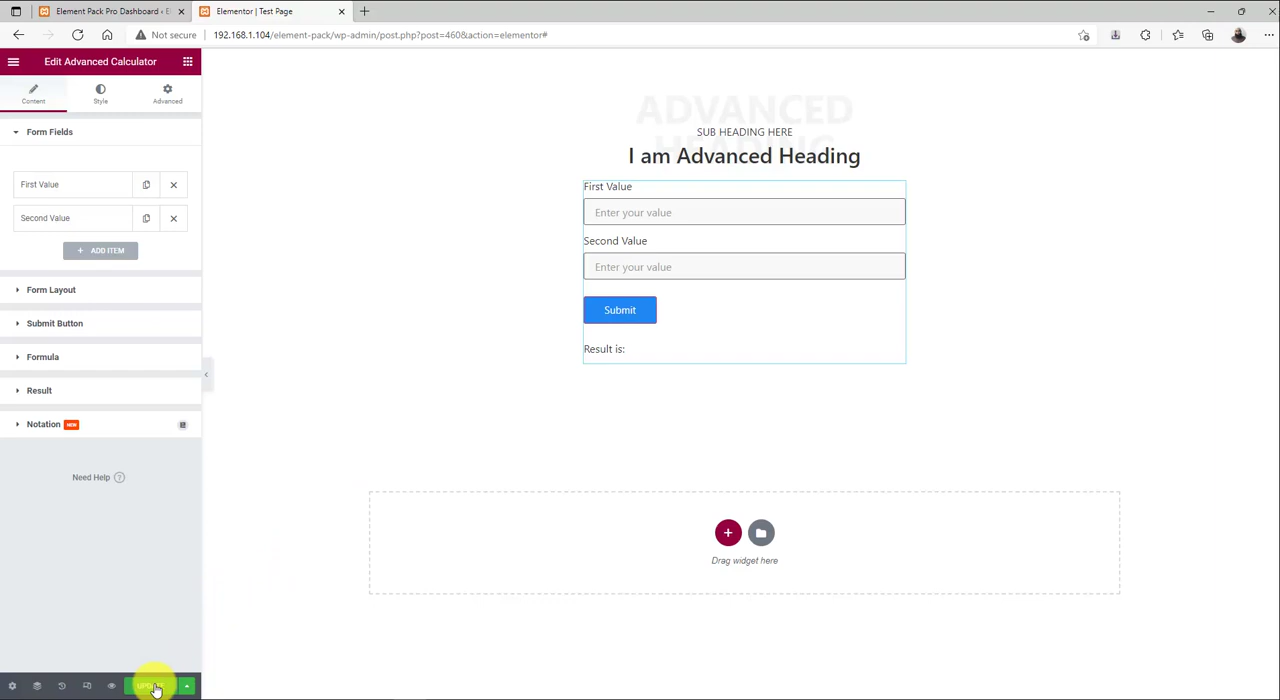 Element Pack Pro Dashboard ‹ E
Elementor | Test Page
Not secure
192.168.1.104/element-pack/wp-admin/post.php?post=460&action=elementor#
Edit Advanced Calculator
Content
Style
Advanced
Form Fields
First Value
Second Value
+ ADD ITEM
Form Layout
Submit Button
Formula
Result
Notation NEW
Need Help ?
ADVANCED
HEADING
SUB HEADING HERE
I am Advanced Heading
First Value
Enter your value
Second Value
Enter your value
Submit
Result is:
Drag widget here
UPDATE